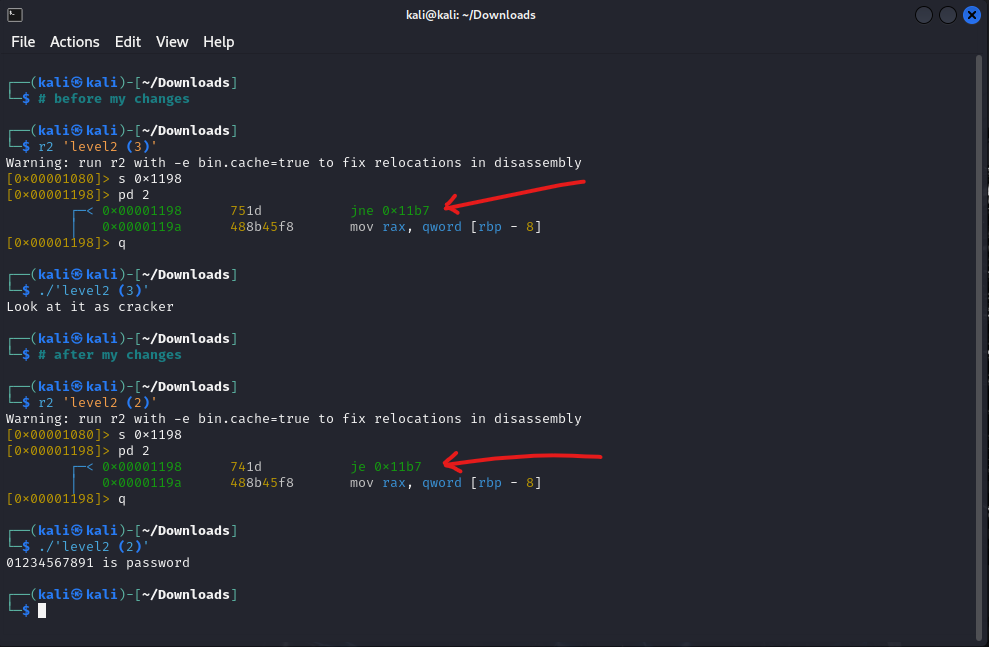 kali@kali: ~/Downloads
File Actions Edit View Help
┌──(kali㉿kali)-[~/Downloads]
└─$ # before my changes
┌──(kali㉿kali)-[~/Downloads]
└─$ r2 'level2 (3)'
Warning: run r2 with -e bin.cache=true to fix relocations in disassembly
[0×00001080]> s 0×1198
[0×00001198]> pd 2
┌─< 0×00001198 751d jne 0×11b7
│ 0×0000119a 488b45f8 mov rax, qword [rbp - 8]
[0×00001198]> q
┌──(kali㉿kali)-[~/Downloads]
└─$ ./'level2 (3)'
Look at it as cracker
┌──(kali㉿kali)-[~/Downloads]
└─$ # after my changes
┌──(kali㉿kali)-[~/Downloads]
└─$ r2 'level2 (2)'
Warning: run r2 with -e bin.cache=true to fix relocations in disassembly
[0×00001080]> s 0×1198
[0×00001198]> pd 2
┌─< 0×00001198 741d je 0×11b7
│ 0×0000119a 488b45f8 mov rax, qword [rbp - 8]
[0×00001198]> q
┌──(kali㉿kali)-[~/Downloads]
└─$ ./'level2 (2)'
01234567891 is password
┌──(kali㉿kali)-[~/Downloads]
└─$